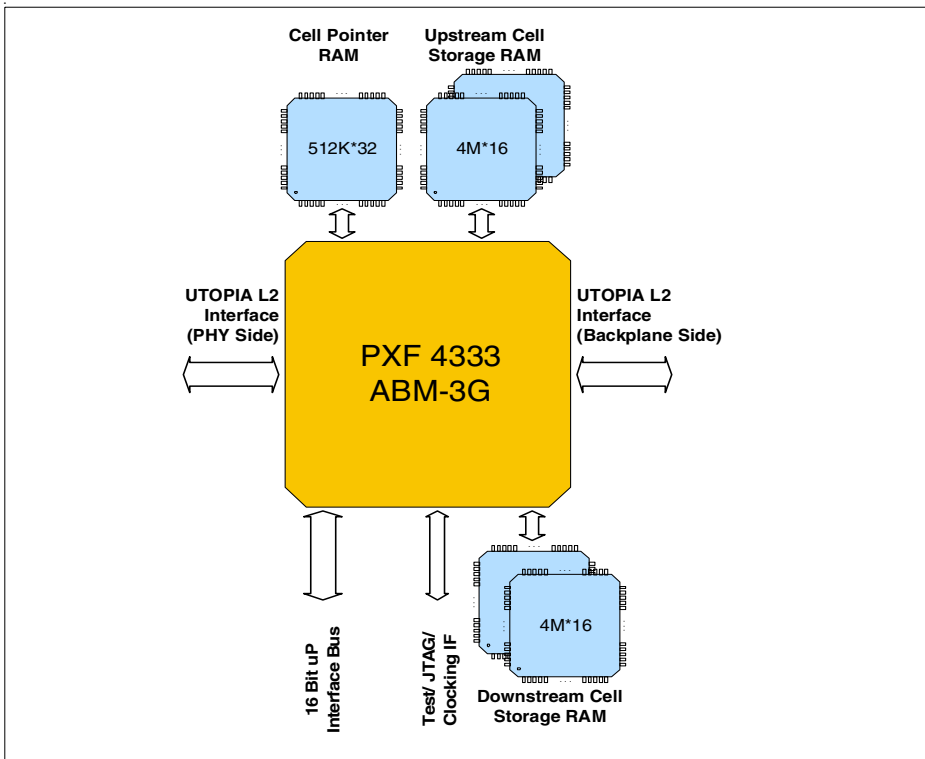 Cell Pointer
RAM
Upstream Cell
Storage RAM
512K*32
4M*16
UTOPIA L2
Interface
(PHY Side)
UTOPIA L2
Interface
(Backplane Side)
PXF 4333
ABM-3G
16 Bit uP
Interface Bus
Test/ JTAG/
Clocking IF
4M*16
Downstream Cell
Storage RAM